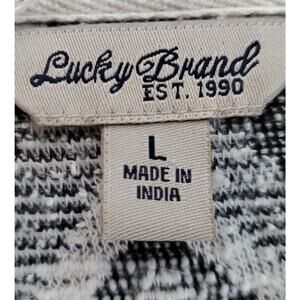 Lucky Brand
EST. 1990
L
MADE IN
INDIA